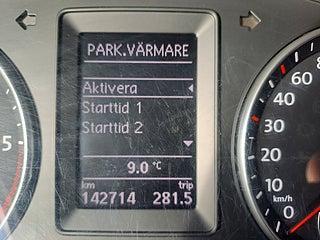 PARK.VÄRMARE
Aktivera
Starttid 1
Starttid 2
9.0 °C
km trip
142714 281.5
5
60
40
30
20
10
0
km/h